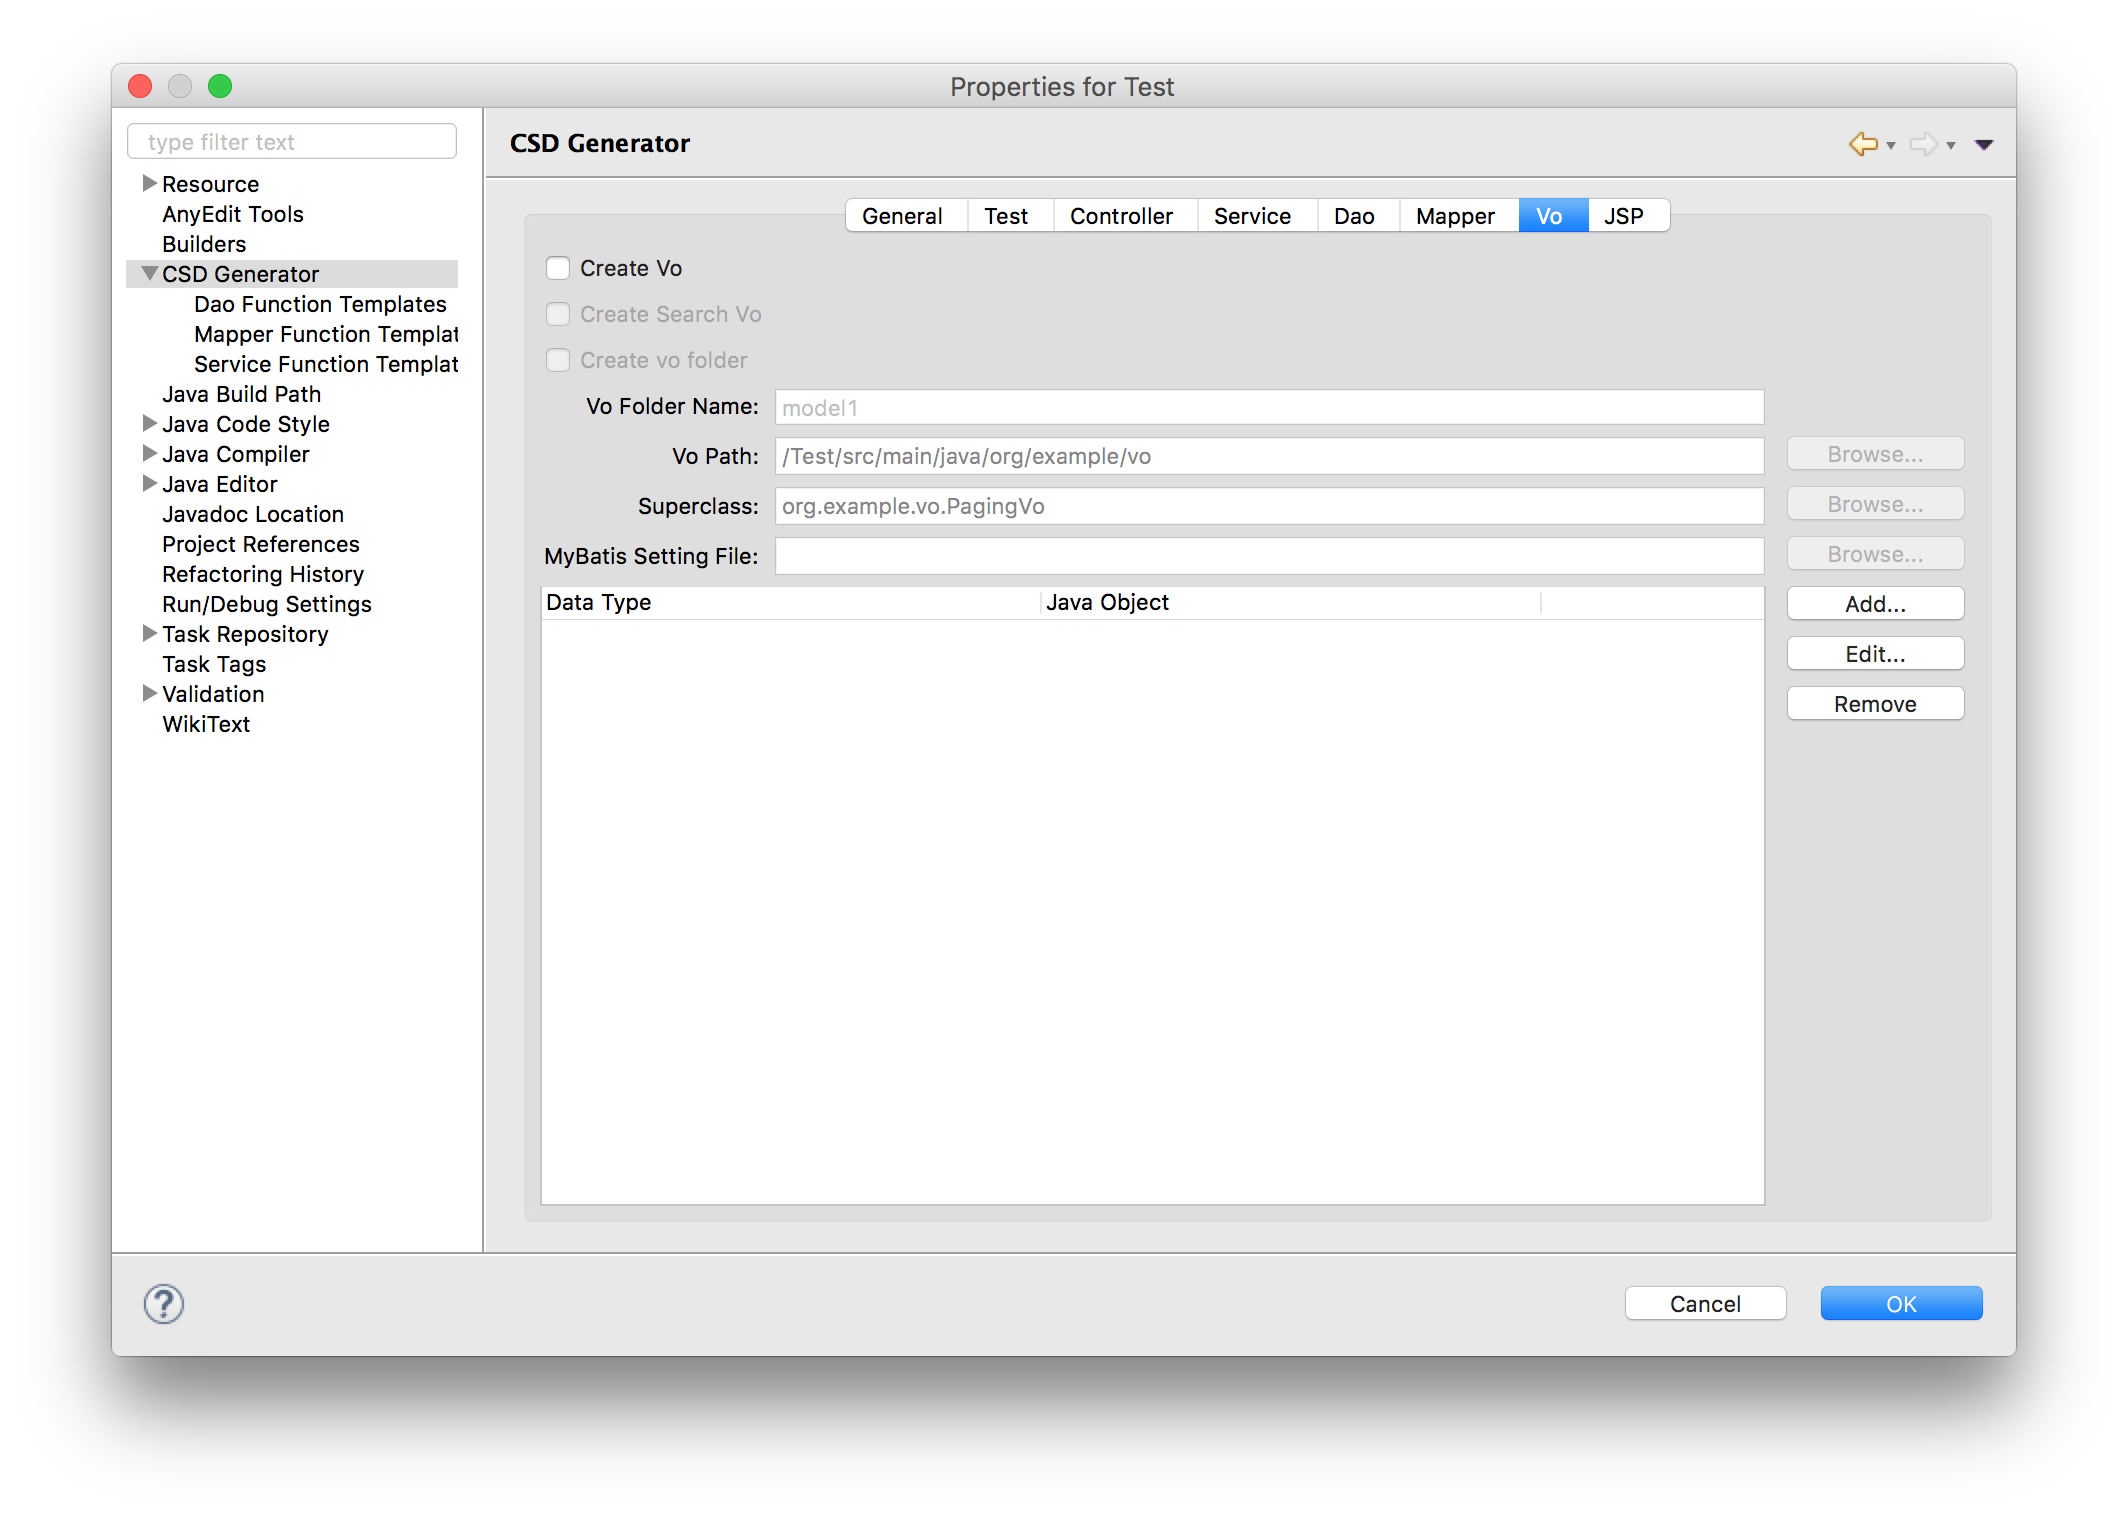 Properties for Test
type filter text
Resource
AnyEdit Tools
Builders
CSD Generator
Dao Function Templates
Mapper Function Templat
Service Function Templat
Java Build Path
Java Code Style
Java Compiler
Java Editor
Javadoc Location
Project References
Refactoring History
Run/Debug Settings
Task Repository
Task Tags
Validation
WikiText
CSD Generator
General Test Controller Service Dao Mapper Vo JSP
Create Vo
Create Search Vo
Create vo folder
Vo Folder Name: model1
Vo Path: /Test/src/main/java/org/example/vo Browse...
Superclass: org.example.vo.PagingVo Browse...
MyBatis Setting File: Browse...
Data Type Java Object
Add...
Edit...
Remove
? Cancel OK